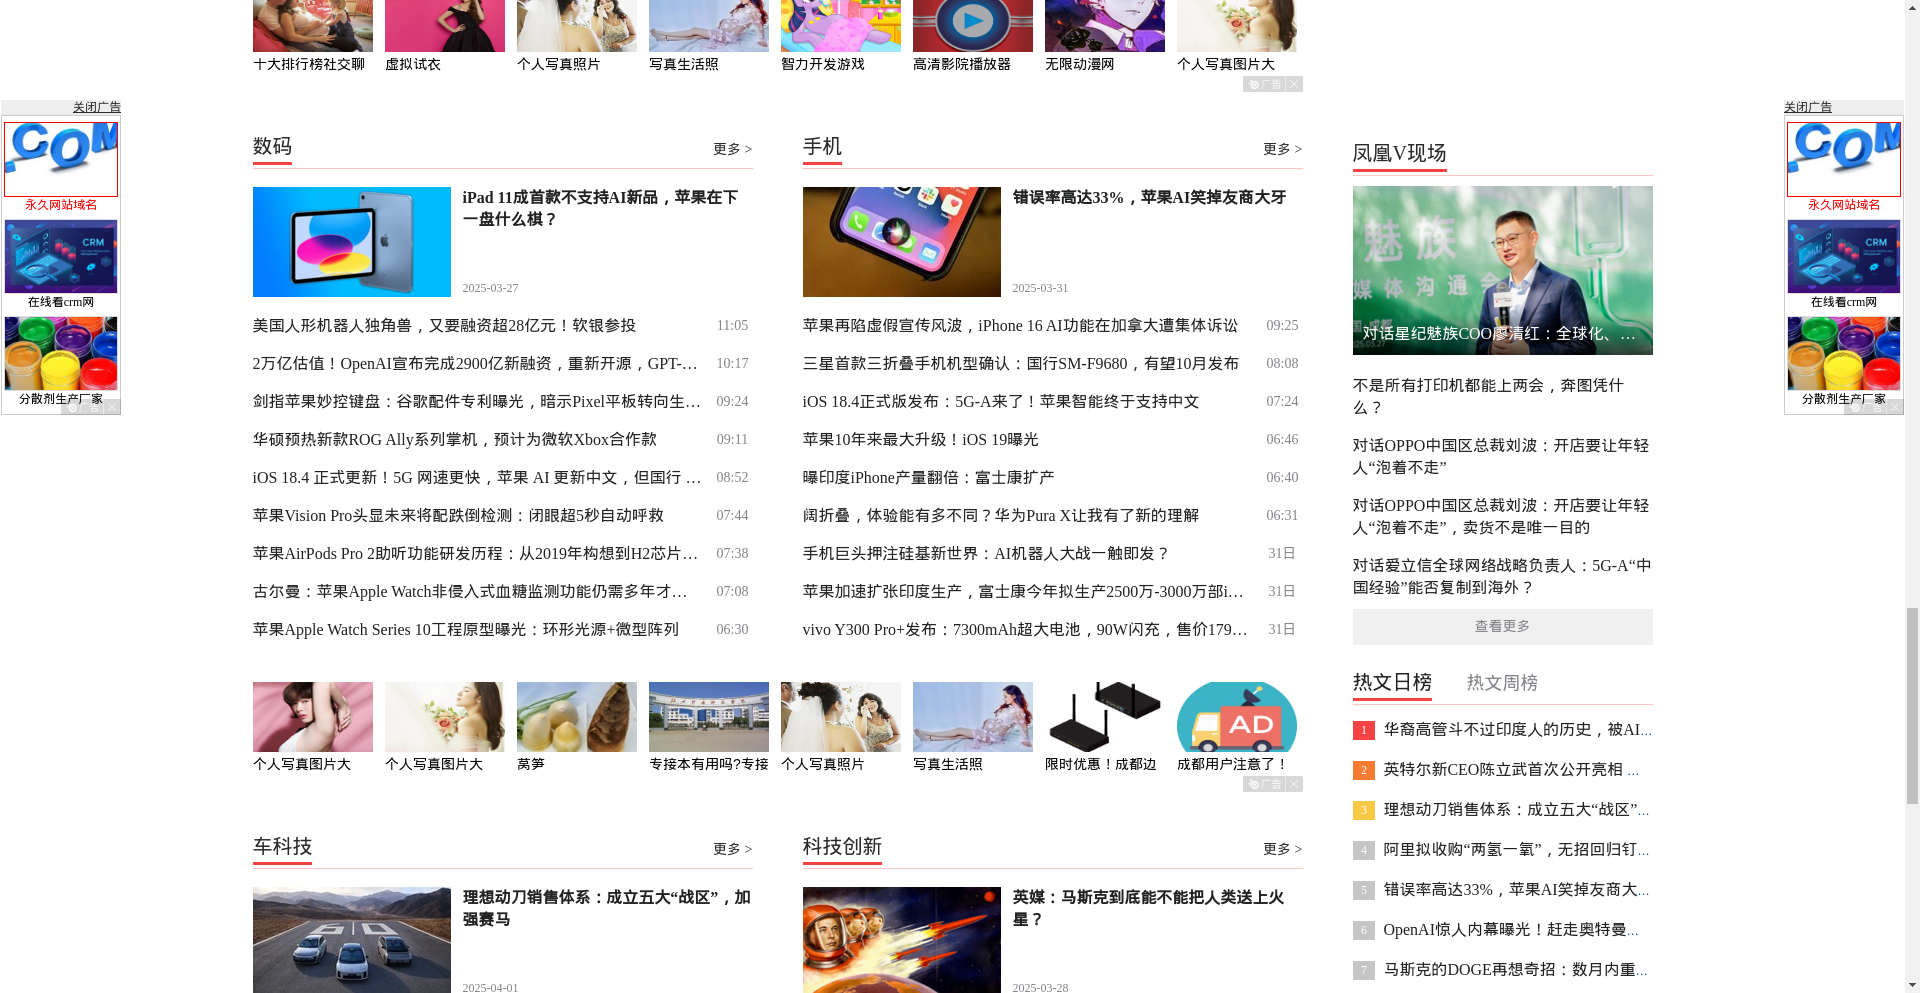 十大排行榜社交聊
虚拟试衣
个人写真照片
写真生活照
智力开发游戏
高清影院播放器
无限动漫网
个人写真图片大
广告
关闭广告
COM
永久网站域名
CRM
在线看crm网
分散剂生产厂家
广告
数码
更多 >
iPad 11成首款不支持AI新品，苹果在下
一盘什么棋？
2025-03-27
美国人形机器人独角兽，又要融资超28亿元！软银参投
11:05
2万亿估值！OpenAI宣布完成2900亿新融资，重新开源，GPT-…
10:17
剑指苹果妙控键盘：谷歌配件专利曝光，暗示Pixel平板转向生…
09:24
华硕预热新款ROG Ally系列掌机，预计为微软Xbox合作款
09:11
iOS 18.4 正式更新！5G 网速更快，苹果 AI 更新中文，但国行 …
08:52
苹果Vision Pro头显未来将配跌倒检测：闭眼超5秒自动呼救
07:44
苹果AirPods Pro 2助听功能研发历程：从2019年构想到H2芯片…
07:38
古尔曼：苹果Apple Watch非侵入式血糖监测功能仍需多年才…
07:08
苹果Apple Watch Series 10工程原型曝光：环形光源+微型阵列
06:30
手机
更多 >
错误率高达33%，苹果AI笑掉友商大牙
2025-03-31
苹果再陷虚假宣传风波，iPhone 16 AI功能在加拿大遭集体诉讼
09:25
三星首款三折叠手机机型确认：国行SM-F9680，有望10月发布
08:08
iOS 18.4正式版发布：5G-A来了！苹果智能终于支持中文
07:24
苹果10年来最大升级！iOS 19曝光
06:46
曝印度iPhone产量翻倍：富士康扩产
06:40
阔折叠，体验能有多不同？华为Pura X让我有了新的理解
06:31
手机巨头押注硅基新世界：AI机器人大战一触即发？
31日
苹果加速扩张印度生产，富士康今年拟生产2500万-3000万部i…
31日
vivo Y300 Pro+发布：7300mAh超大电池，90W闪充，售价179…
31日
凤凰V现场
魅族
媒体沟通会
对话星纪魅族COO廖清红：全球化、…
不是所有打印机都能上两会，奔图凭什
么？
对话OPPO中国区总裁刘波：开店要让年轻
人“泡着不走”
对话OPPO中国区总裁刘波：开店要让年轻
人“泡着不走”，卖货不是唯一目的
对话爱立信全球网络战略负责人：5G-A“中
国经验”能否复制到海外？
查看更多
关闭广告
COM
永久网站域名
CRM
在线看crm网
分散剂生产厂家
广告
个人写真图片大
个人写真图片大
莴笋
专接本有用吗?专接
个人写真照片
写真生活照
限时优惠！成都边
AD
成都用户注意了！
广告
热文日榜
热文周榜
1 华裔高管斗不过印度人的历史，被AI…
2 英特尔新CEO陈立武首次公开亮相 …
3 理想动刀销售体系：成立五大“战区”…
4 阿里拟收购“两氢一氧”，无招回归钉…
5 错误率高达33%，苹果AI笑掉友商大…
6 OpenAI惊人内幕曝光！赶走奥特曼…
7 马斯克的DOGE再想奇招：数月内重…
车科技
更多 >
理想动刀销售体系：成立五大“战区”，加
强赛马
2025-04-01
科技创新
更多 >
英媒：马斯克到底能不能把人类送上火
星？
2025-03-28